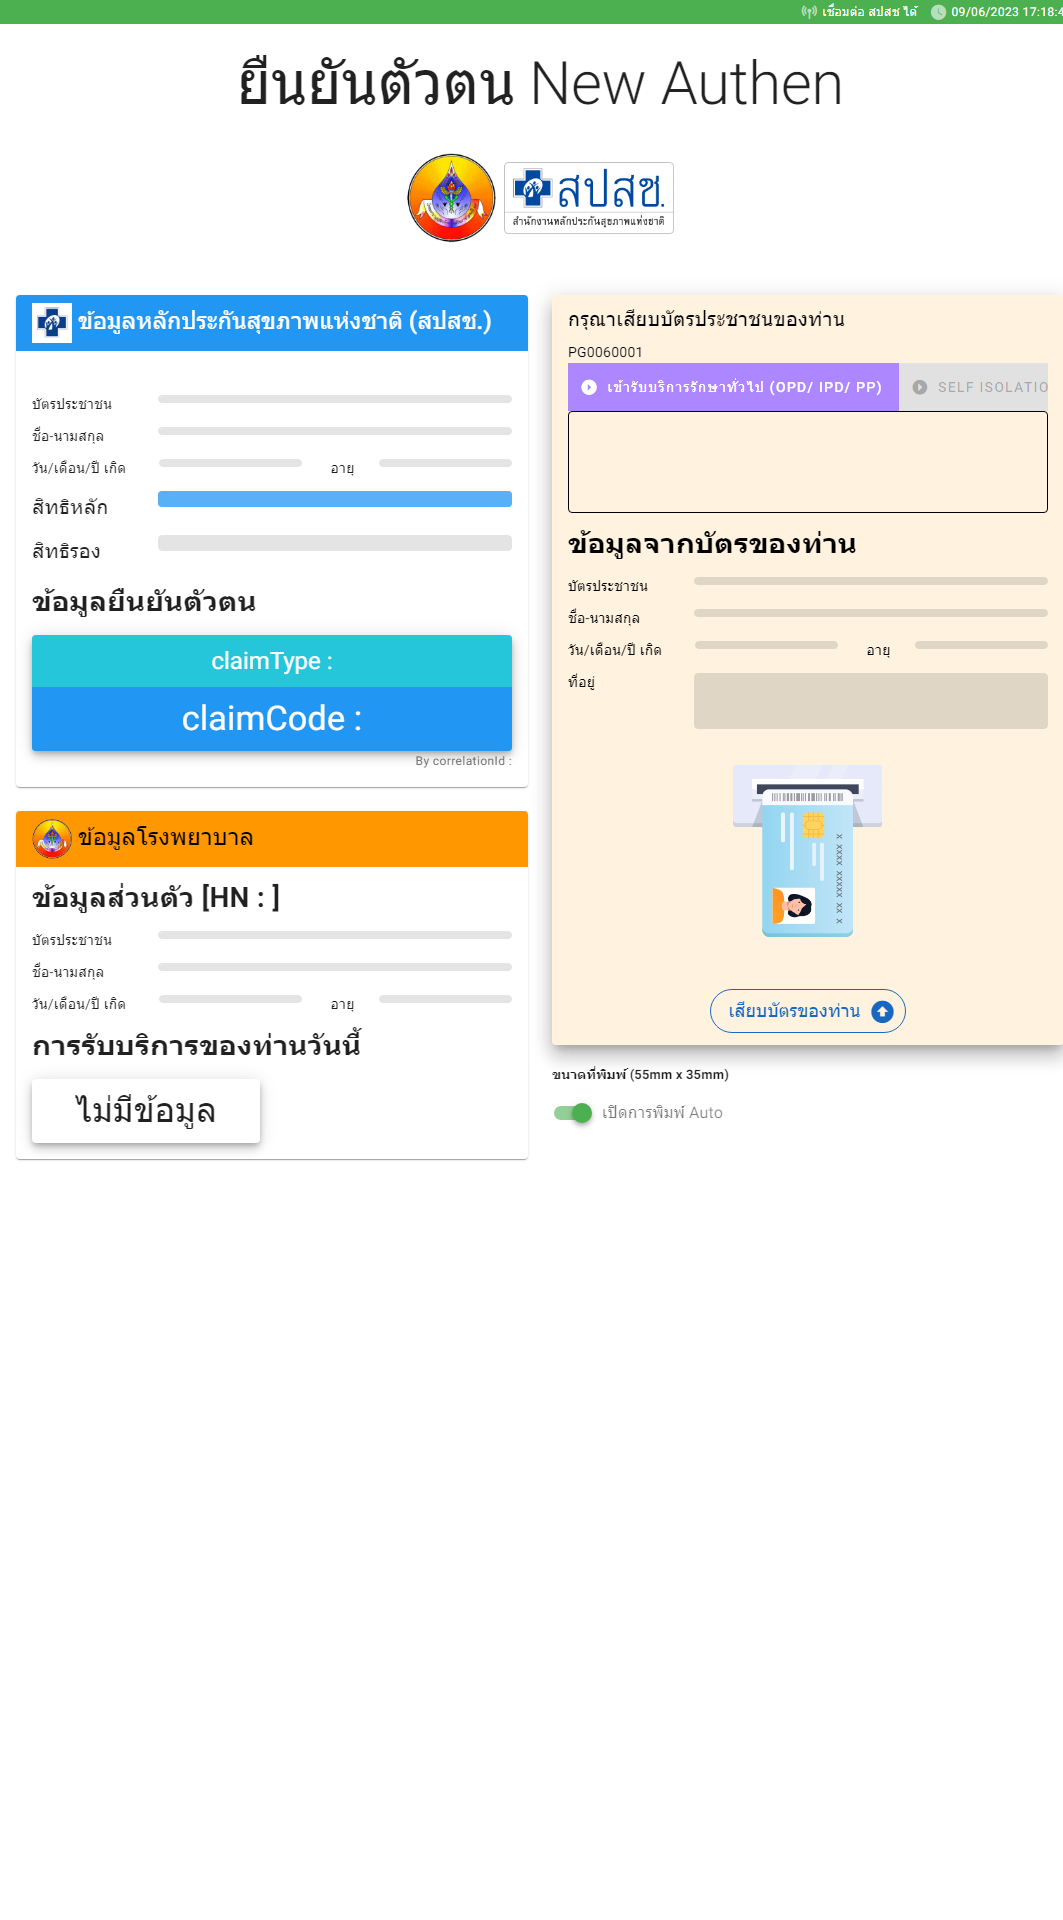 เชื่อมต่อ สปสช ได้ 09/06/2023 17:18:4
ยืนยันตัวตน New Authen
สปสช.
สำนักงานหลักประกันสุขภาพแห่งชาติ
ข้อมูลหลักประกันสุขภาพแห่งชาติ (สปสช.)
บัตรประชาชน
ชื่อ-นามสกุล
วัน/เดือน/ปี เกิด อายุ
สิทธิหลัก
สิทธิรอง
ข้อมูลยืนยันตัวตน
claimType :
claimCode :
By correlationId :
ข้อมูลโรงพยาบาล
ข้อมูลส่วนตัว [HN : ]
บัตรประชาชน
ชื่อ-นามสกุล
วัน/เดือน/ปี เกิด อายุ
การรับบริการของท่านวันนี้
ไม่มีข้อมูล
กรุณาเสียบบัตรประชาชนของท่าน
PG0060001
เข้ารับบริการรักษาทั่วไป (OPD/ IPD/ PP) SELF ISOLATIO
ข้อมูลจากบัตรของท่าน
บัตรประชาชน
ชื่อ-นามสกุล
วัน/เดือน/ปี เกิด อายุ
ที่อยู่
X XX XXXXX XXXX X
เสียบบัตรของท่าน
ขนาดที่พิมพ์ (55mm x 35mm)
เปิดการพิมพ์ Auto